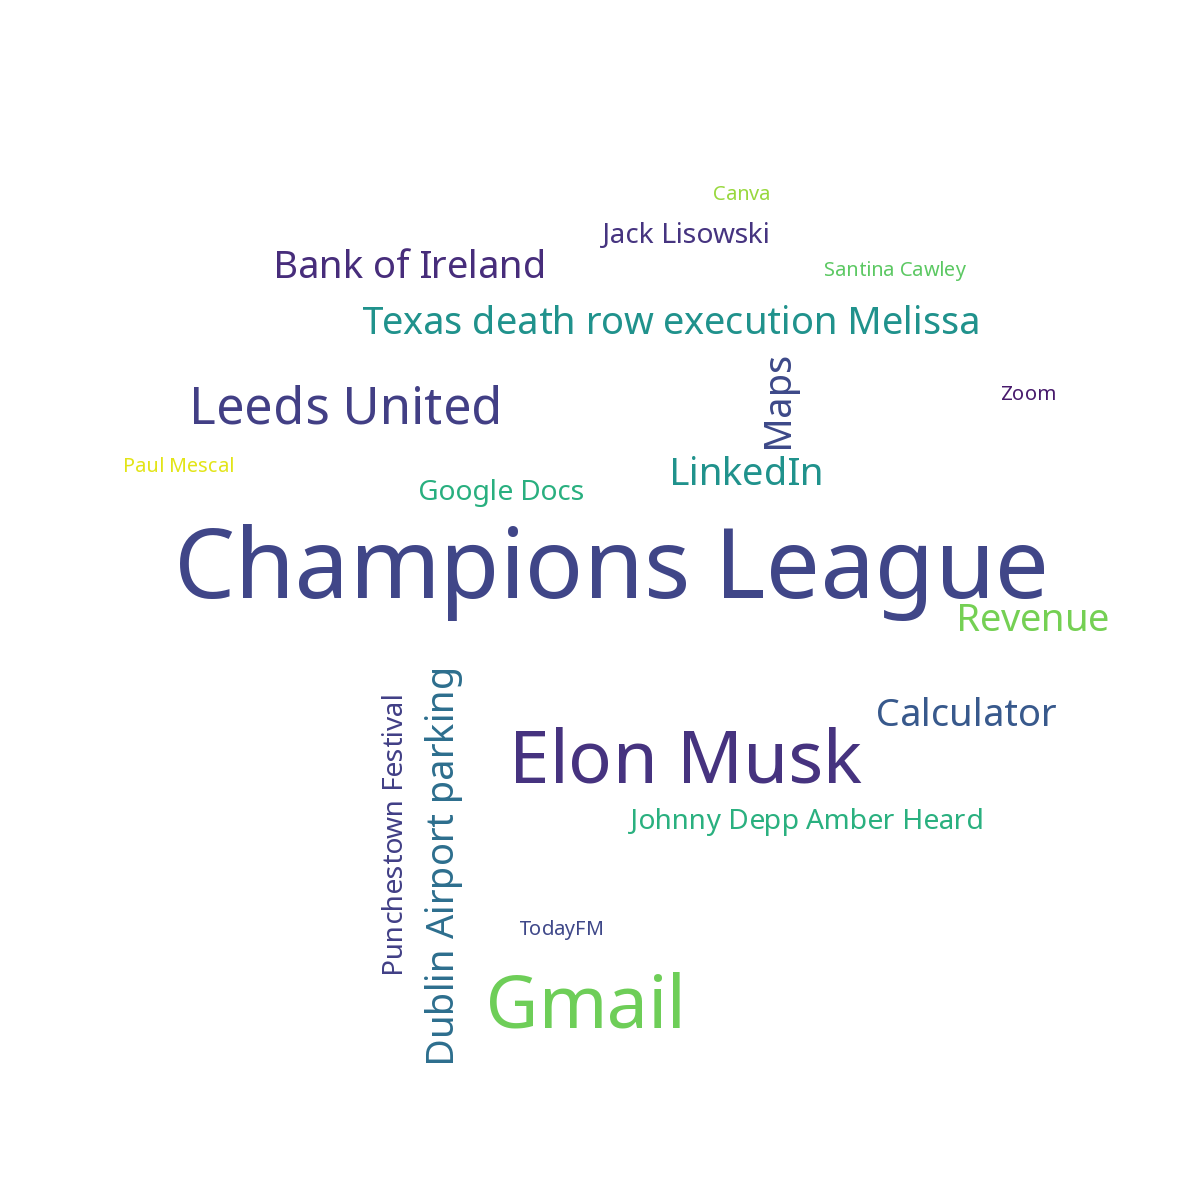 Canva
Jack Lisowski
Bank of Ireland
Santina Cawley
Texas death row execution Melissa
Maps
Zoom
Leeds United
Paul Mescal
LinkedIn
Google Docs
Champions League
Revenue
Punchestown Festival
Dublin Airport parking
Calculator
Elon Musk
Johnny Depp Amber Heard
TodayFM
Gmail